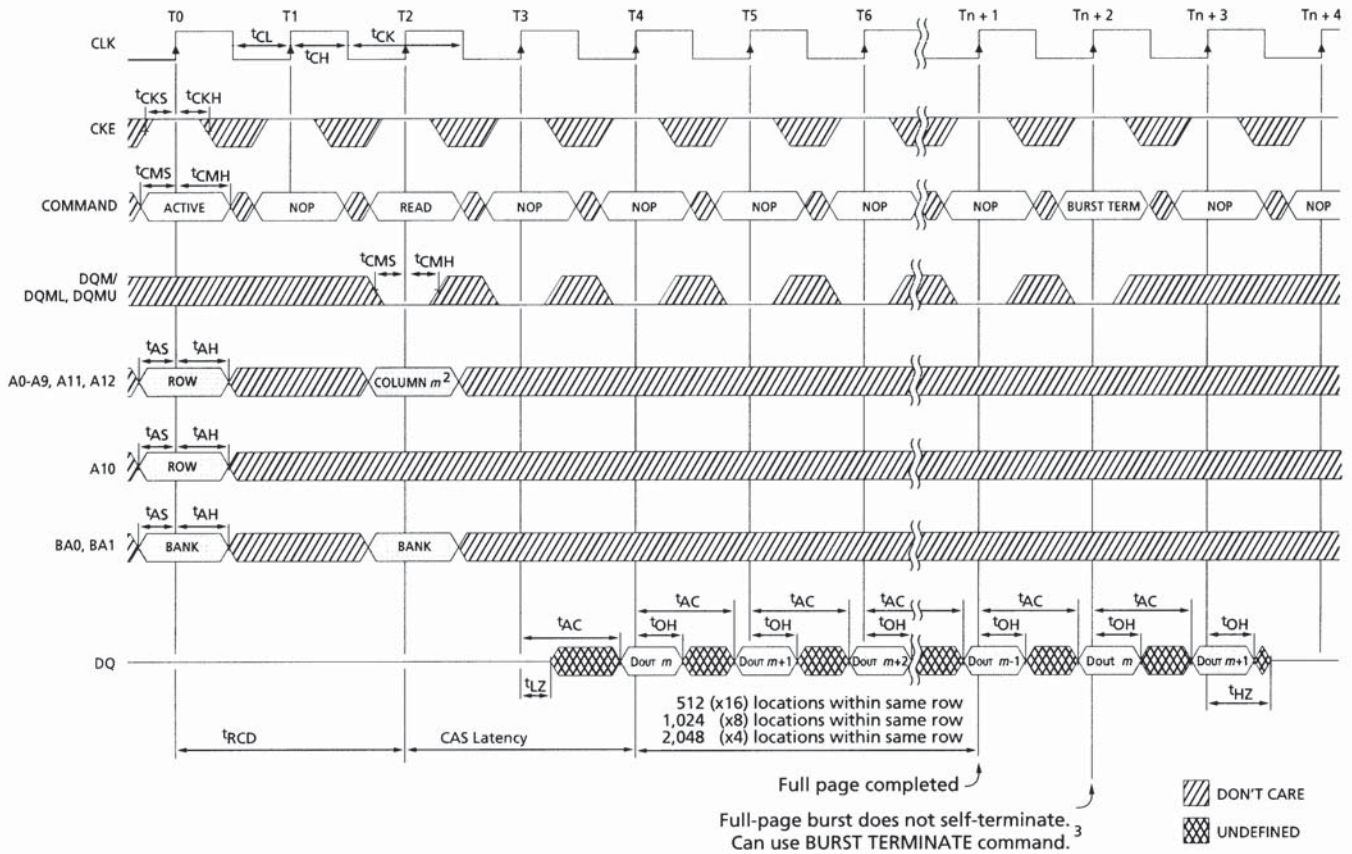 T0 T1 T2 T3 T4 T5 T6 Tn + 1 Tn + 2 Tn + 3 Tn + 4
CLK tCL tCH tCK
tCKS tCKH
CKE
tCMS tCMH
COMMAND ACTIVE NOP READ NOP NOP NOP NOP NOP BURST TERM NOP NOP
tCMS tCMH
DQM/
DQML, DQMU
tAS tAH
A0-A9, A11, A12 ROW COLUMN m2
tAS tAH
A10 ROW
tAS tAH
BA0, BA1 BANK BANK
tAC tAC tAC tAC tAC tAC
tOH tOH tOH tOH tOH tOH
DQ DOUT m DOUT m+1 DOUT m+2 DOUT m-1 DOUT m DOUT m+1
tLZ tHZ
512 (x16) locations within same row
1,024 (x8) locations within same row
2,048 (x4) locations within same row
tRCD CAS Latency
Full page completed
Full-page burst does not self-terminate.
Can use BURST TERMINATE command.3
DON'T CARE
UNDEFINED